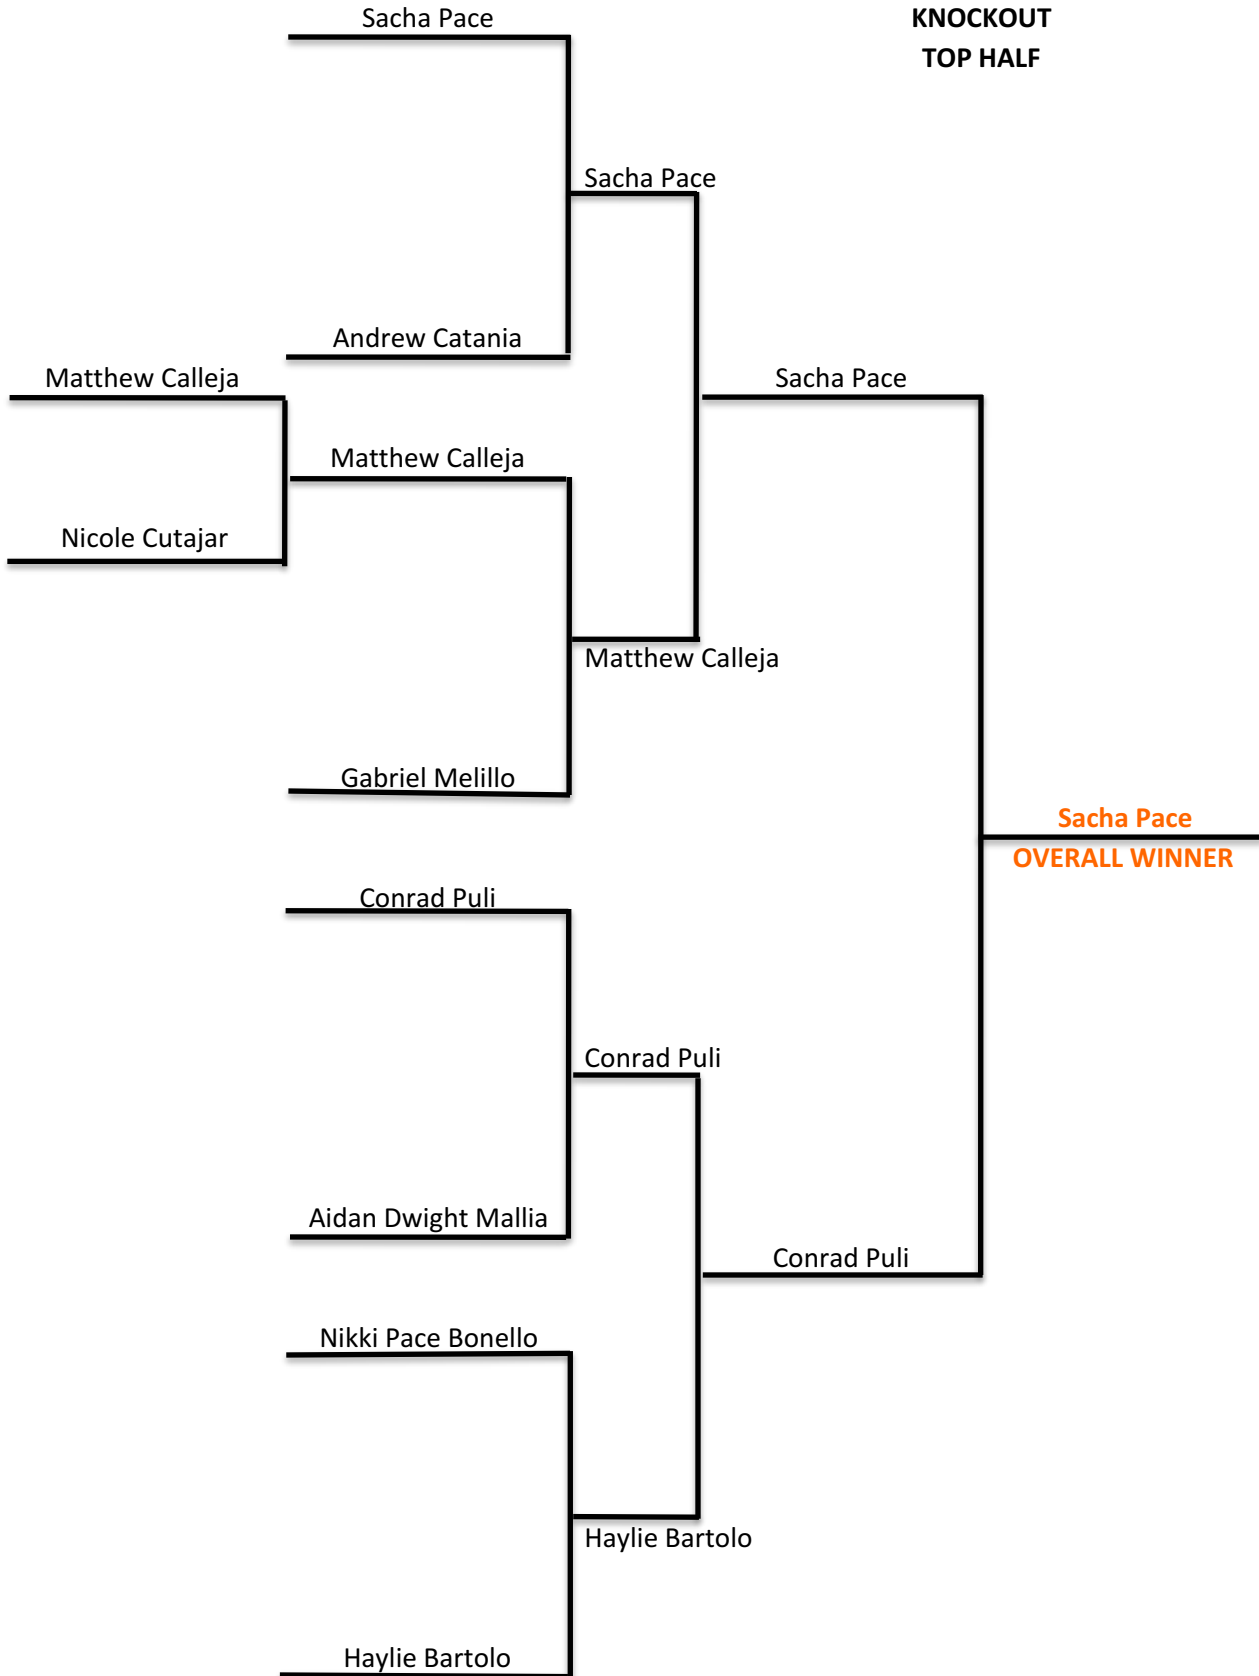 Sacha Pace
KNOCKOUT
TOP HALF
Sacha Pace
Andrew Catania
Matthew Calleja
Sacha Pace
Matthew Calleja
Nicole Cutajar
Matthew Calleja
Gabriel Melillo
Sacha Pace
OVERALL WINNER
Conrad Puli
Conrad Puli
Aidan Dwight Mallia
Conrad Puli
Nikki Pace Bonello
Haylie Bartolo
Haylie Bartolo